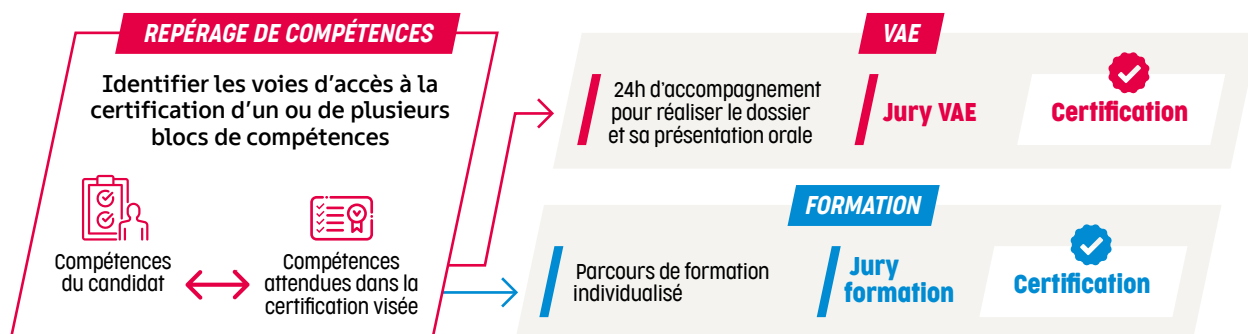 REPÉRAGE DE COMPÉTENCES
Identifier les voies d'accès à la
certification d'un ou de plusieurs
blocs de compétences
Compétences
du candidat
Compétences
attendues dans la
certification visée
VAE
24h d'accompagnement
pour réaliser le dossier
et sa présentation orale
Jury VAE
Certification
FORMATION
Parcours de formation
individualisé
Jury
formation
Certification